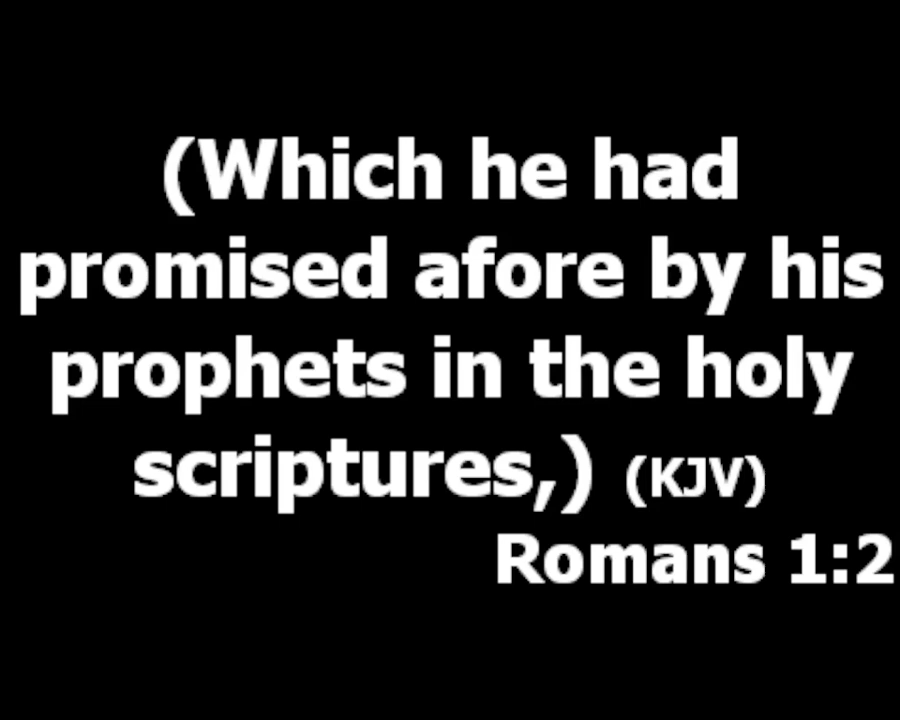 (Which he had
promised afore by his
prophets in the holy
scriptures,) (KJV)
Romans 1:2